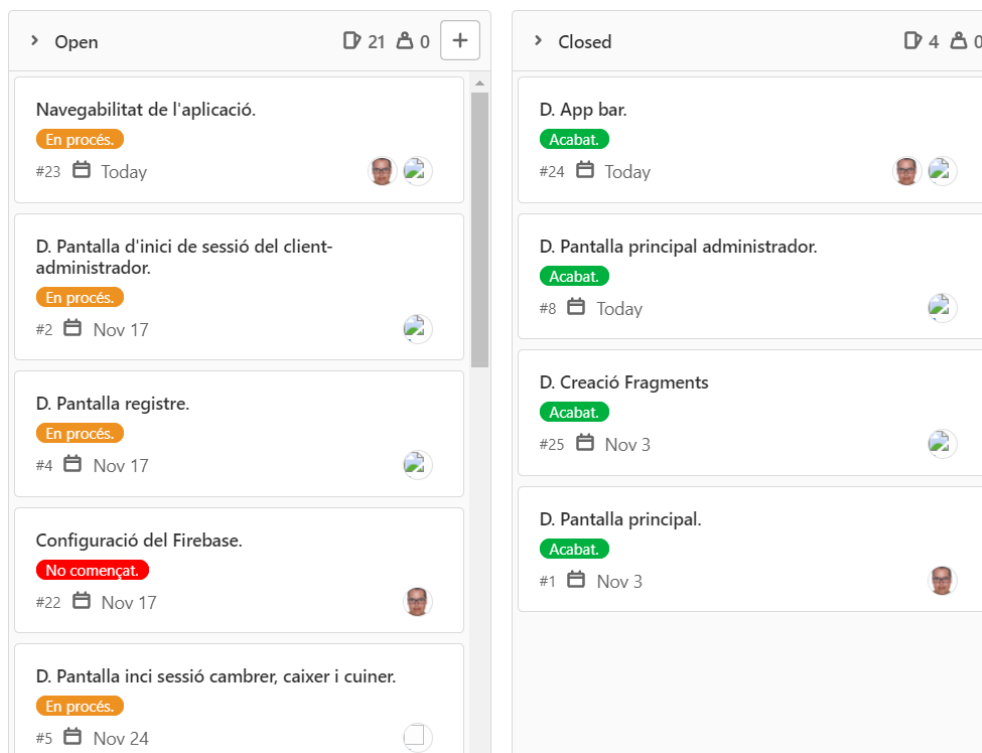 Open
21
0
Navegabilitat de l'aplicació.
En procés.
#23 Today
D. Pantalla d'inici de sessió del client-
administrador.
En procés.
#2 Nov 17
D. Pantalla registre.
En procés.
#4 Nov 17
Configuració del Firebase.
No començat.
#22 Nov 17
D. Pantalla inci sessió cambrer, caixer i cuiner.
En procés.
#5 Nov 24
Closed
4
0
D. App bar.
Acabat.
#24 Today
D. Pantalla principal administrador.
Acabat.
#8 Today
D. Creació Fragments
Acabat.
#25 Nov 3
D. Pantalla principal.
Acabat.
#1 Nov 3